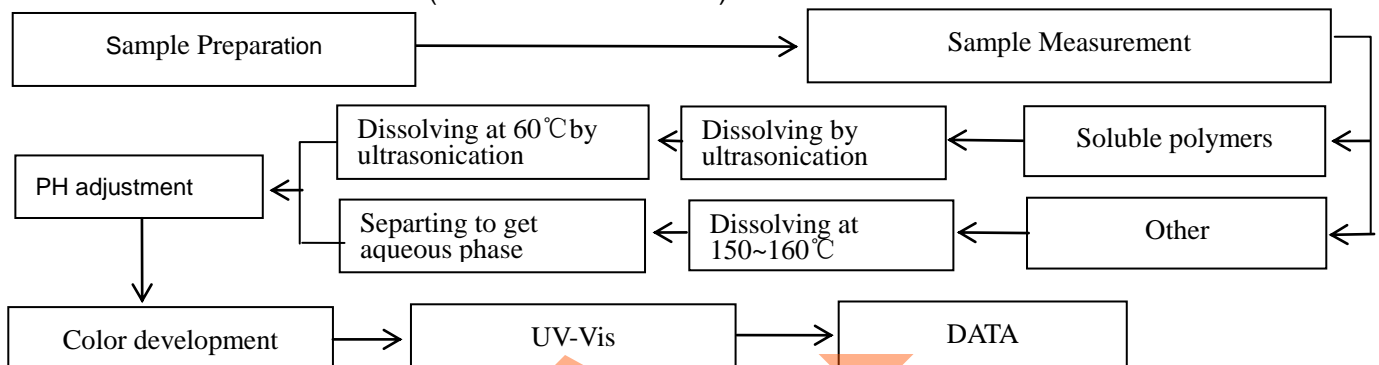 Sample Preparation
Sample Measurement
Soluble polymers
Dissolving by
ultrasonication
Dissolving at 60℃by
ultrasonication
Other
Dissolving at
150~160℃
Separting to get
aqueous phase
PH adjustment
Color development
UV-Vis
DATA